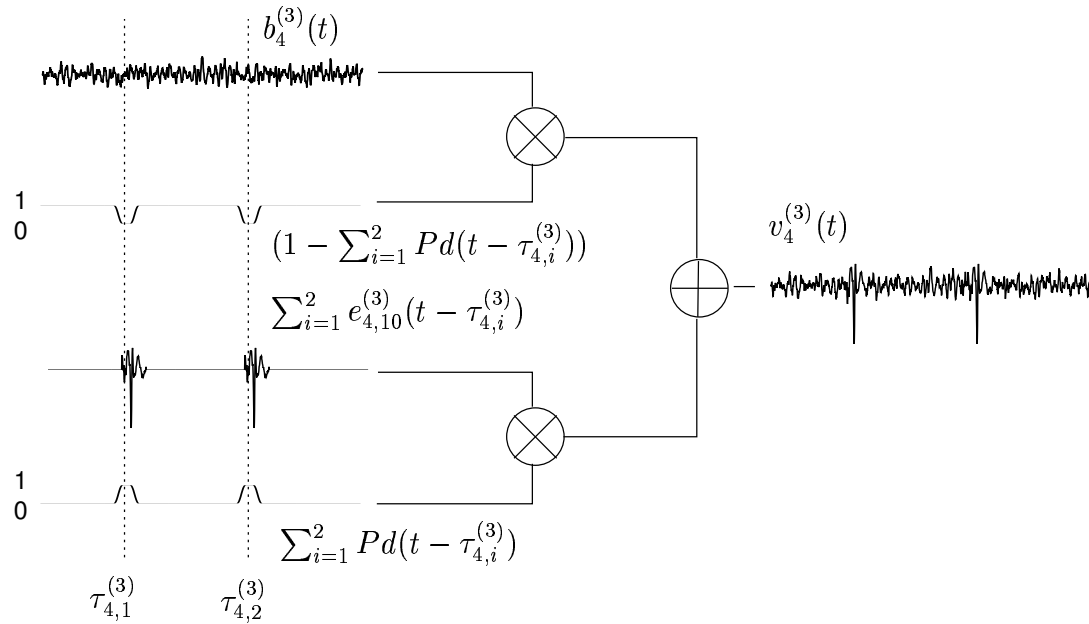 b_4^{(3)}(t)
1
0
(1 − ∑_{i=1}^{2} Pd(t − τ_{4,i}^{(3)}))
v_4^{(3)}(t)
∑_{i=1}^{2} e_{4,10}^{(3)}(t − τ_{4,i}^{(3)})
1
0
∑_{i=1}^{2} Pd(t − τ_{4,i}^{(3)})
τ_{4,1}^{(3)}
τ_{4,2}^{(3)}